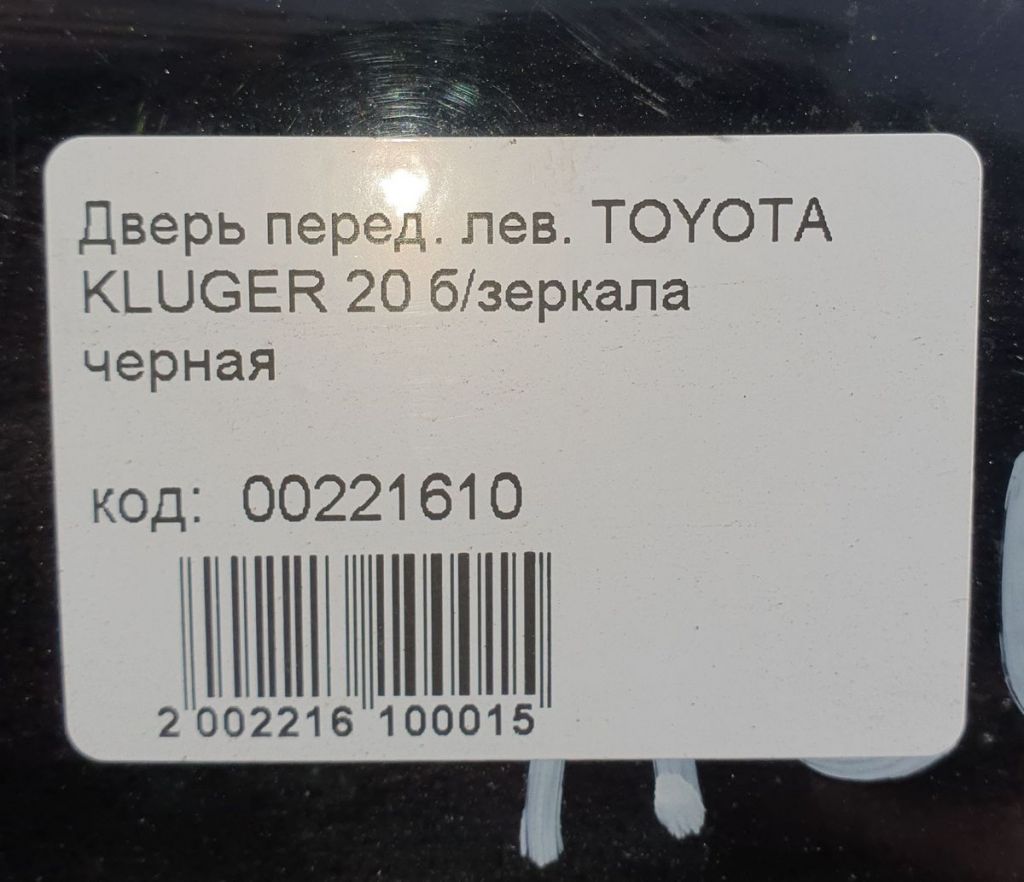 Дверь перед. лев. TOYOTA
KLUGER 20 б/зеркала
черная
код: 00221610
2 002216 100015